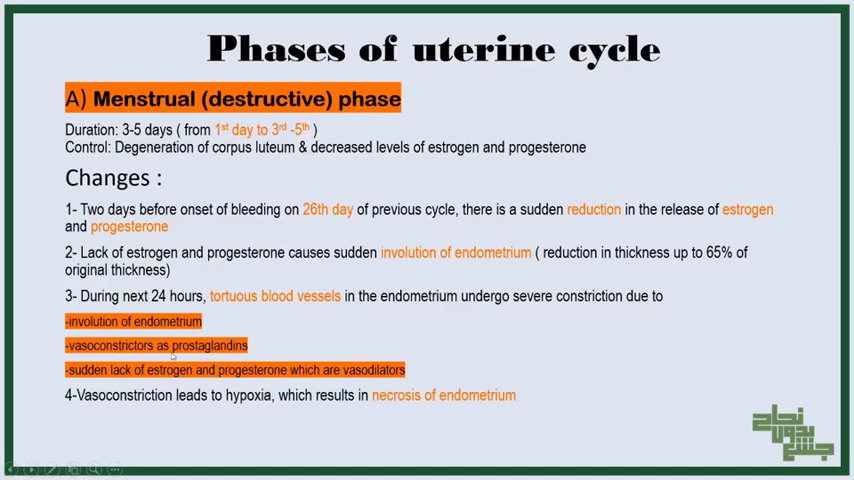 Phases of uterine cycle
A) Menstrual (destructive) phase
Duration: 3-5 days ( from 1st day to 3rd -5th )
Control: Degeneration of corpus luteum & decreased levels of estrogen and progesterone
Changes :
1- Two days before onset of bleeding on 26th day of previous cycle, there is a sudden reduction in the release of estrogen
and progesterone
2- Lack of estrogen and progesterone causes sudden involution of endometrium ( reduction in thickness up to 65% of
original thickness)
3- During next 24 hours, tortuous blood vessels in the endometrium undergo severe constriction due to
-involution of endometrium
-vasoconstrictors as prostaglandins
-sudden lack of estrogen and progesterone which are vasodilators
4-Vasoconstriction leads to hypoxia, which results in necrosis of endometrium
نجاح
بدون
جشع